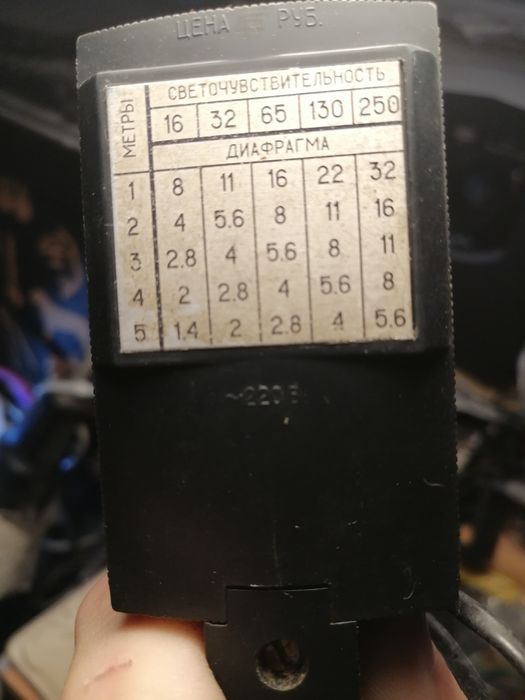 ЦЕНА РУБ.
МЕТРЫ СВЕТОЧУВСТВИТЕЛЬНОСТЬ
16 32 65 130 250
ДИАФРАГМА
1 8 11 16 22 32
2 4 5.6 8 11 16
3 2.8 4 5.6 8 11
4 2 2.8 4 5.6 8
5 1.4 2 2.8 4 5.6
~220В